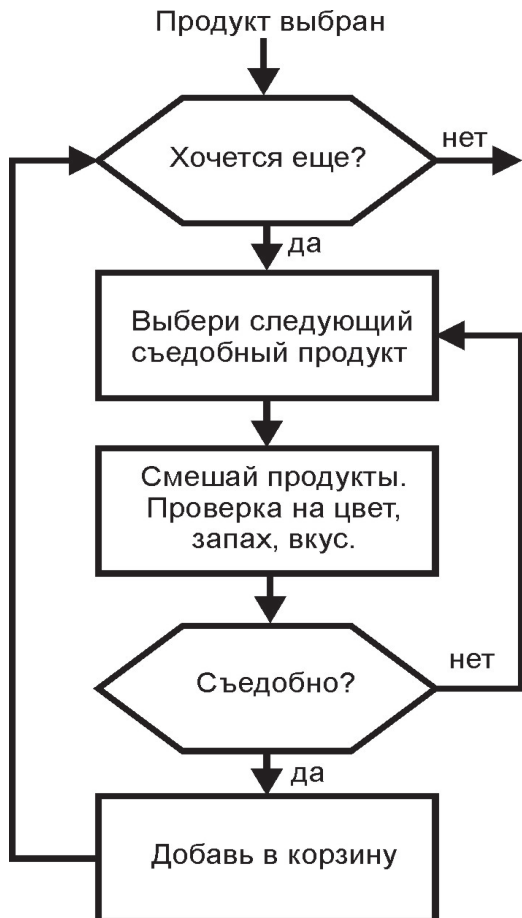 Продукт выбран
Хочется еще?
нет
да
Выбери следующий
съедобный продукт
Смешай продукты.
Проверка на цвет,
запах, вкус.
Съедобно?
нет
да
Добавь в корзину